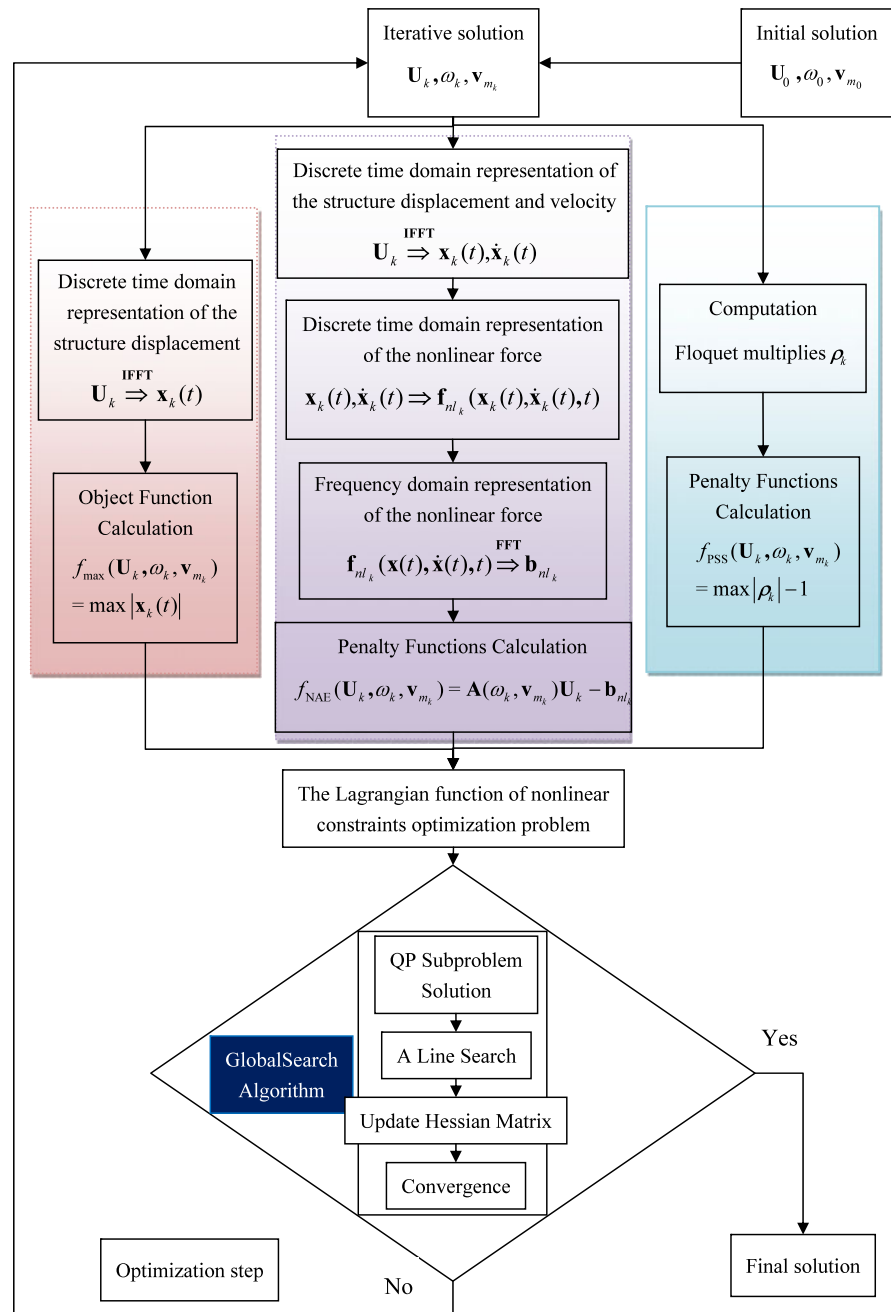 Iterative solution
U_k, ω_k, v_{m_k}
Initial solution
U_0, ω_0, v_{m_0}
Discrete time domain
representation of the
structure displacement
U_k IFFT ⇒ x_k(t)
Object Function
Calculation
f_max(U_k, ω_k, v_{m_k})
= max |x_k(t)|
Discrete time domain representation of
the structure displacement and velocity
U_k IFFT ⇒ x_k(t), ẋ_k(t)
Discrete time domain representation
of the nonlinear force
x_k(t), ẋ_k(t) ⇒ f_{nl_k}(x_k(t), ẋ_k(t), t)
Frequency domain representation
of the nonlinear force
f_{nl_k}(x(t), ẋ(t), t) FFT ⇒ b_{nl_k}
Penalty Functions Calculation
f_NAE(U_k, ω_k, v_{m_k}) = A(ω_k, v_{m_k})U_k − b_{nl_k}
Computation
Floquet multiplies ρ_k
Penalty Functions
Calculation
f_PSS(U_k, ω_k, v_{m_k})
= max |ρ_k| − 1
The Lagrangian function of nonlinear
constraints optimization problem
GlobalSearch
Algorithm
QP Subproblem
Solution
A Line Search
Update Hessian Matrix
Convergence
Yes
No
Optimization step
Final solution